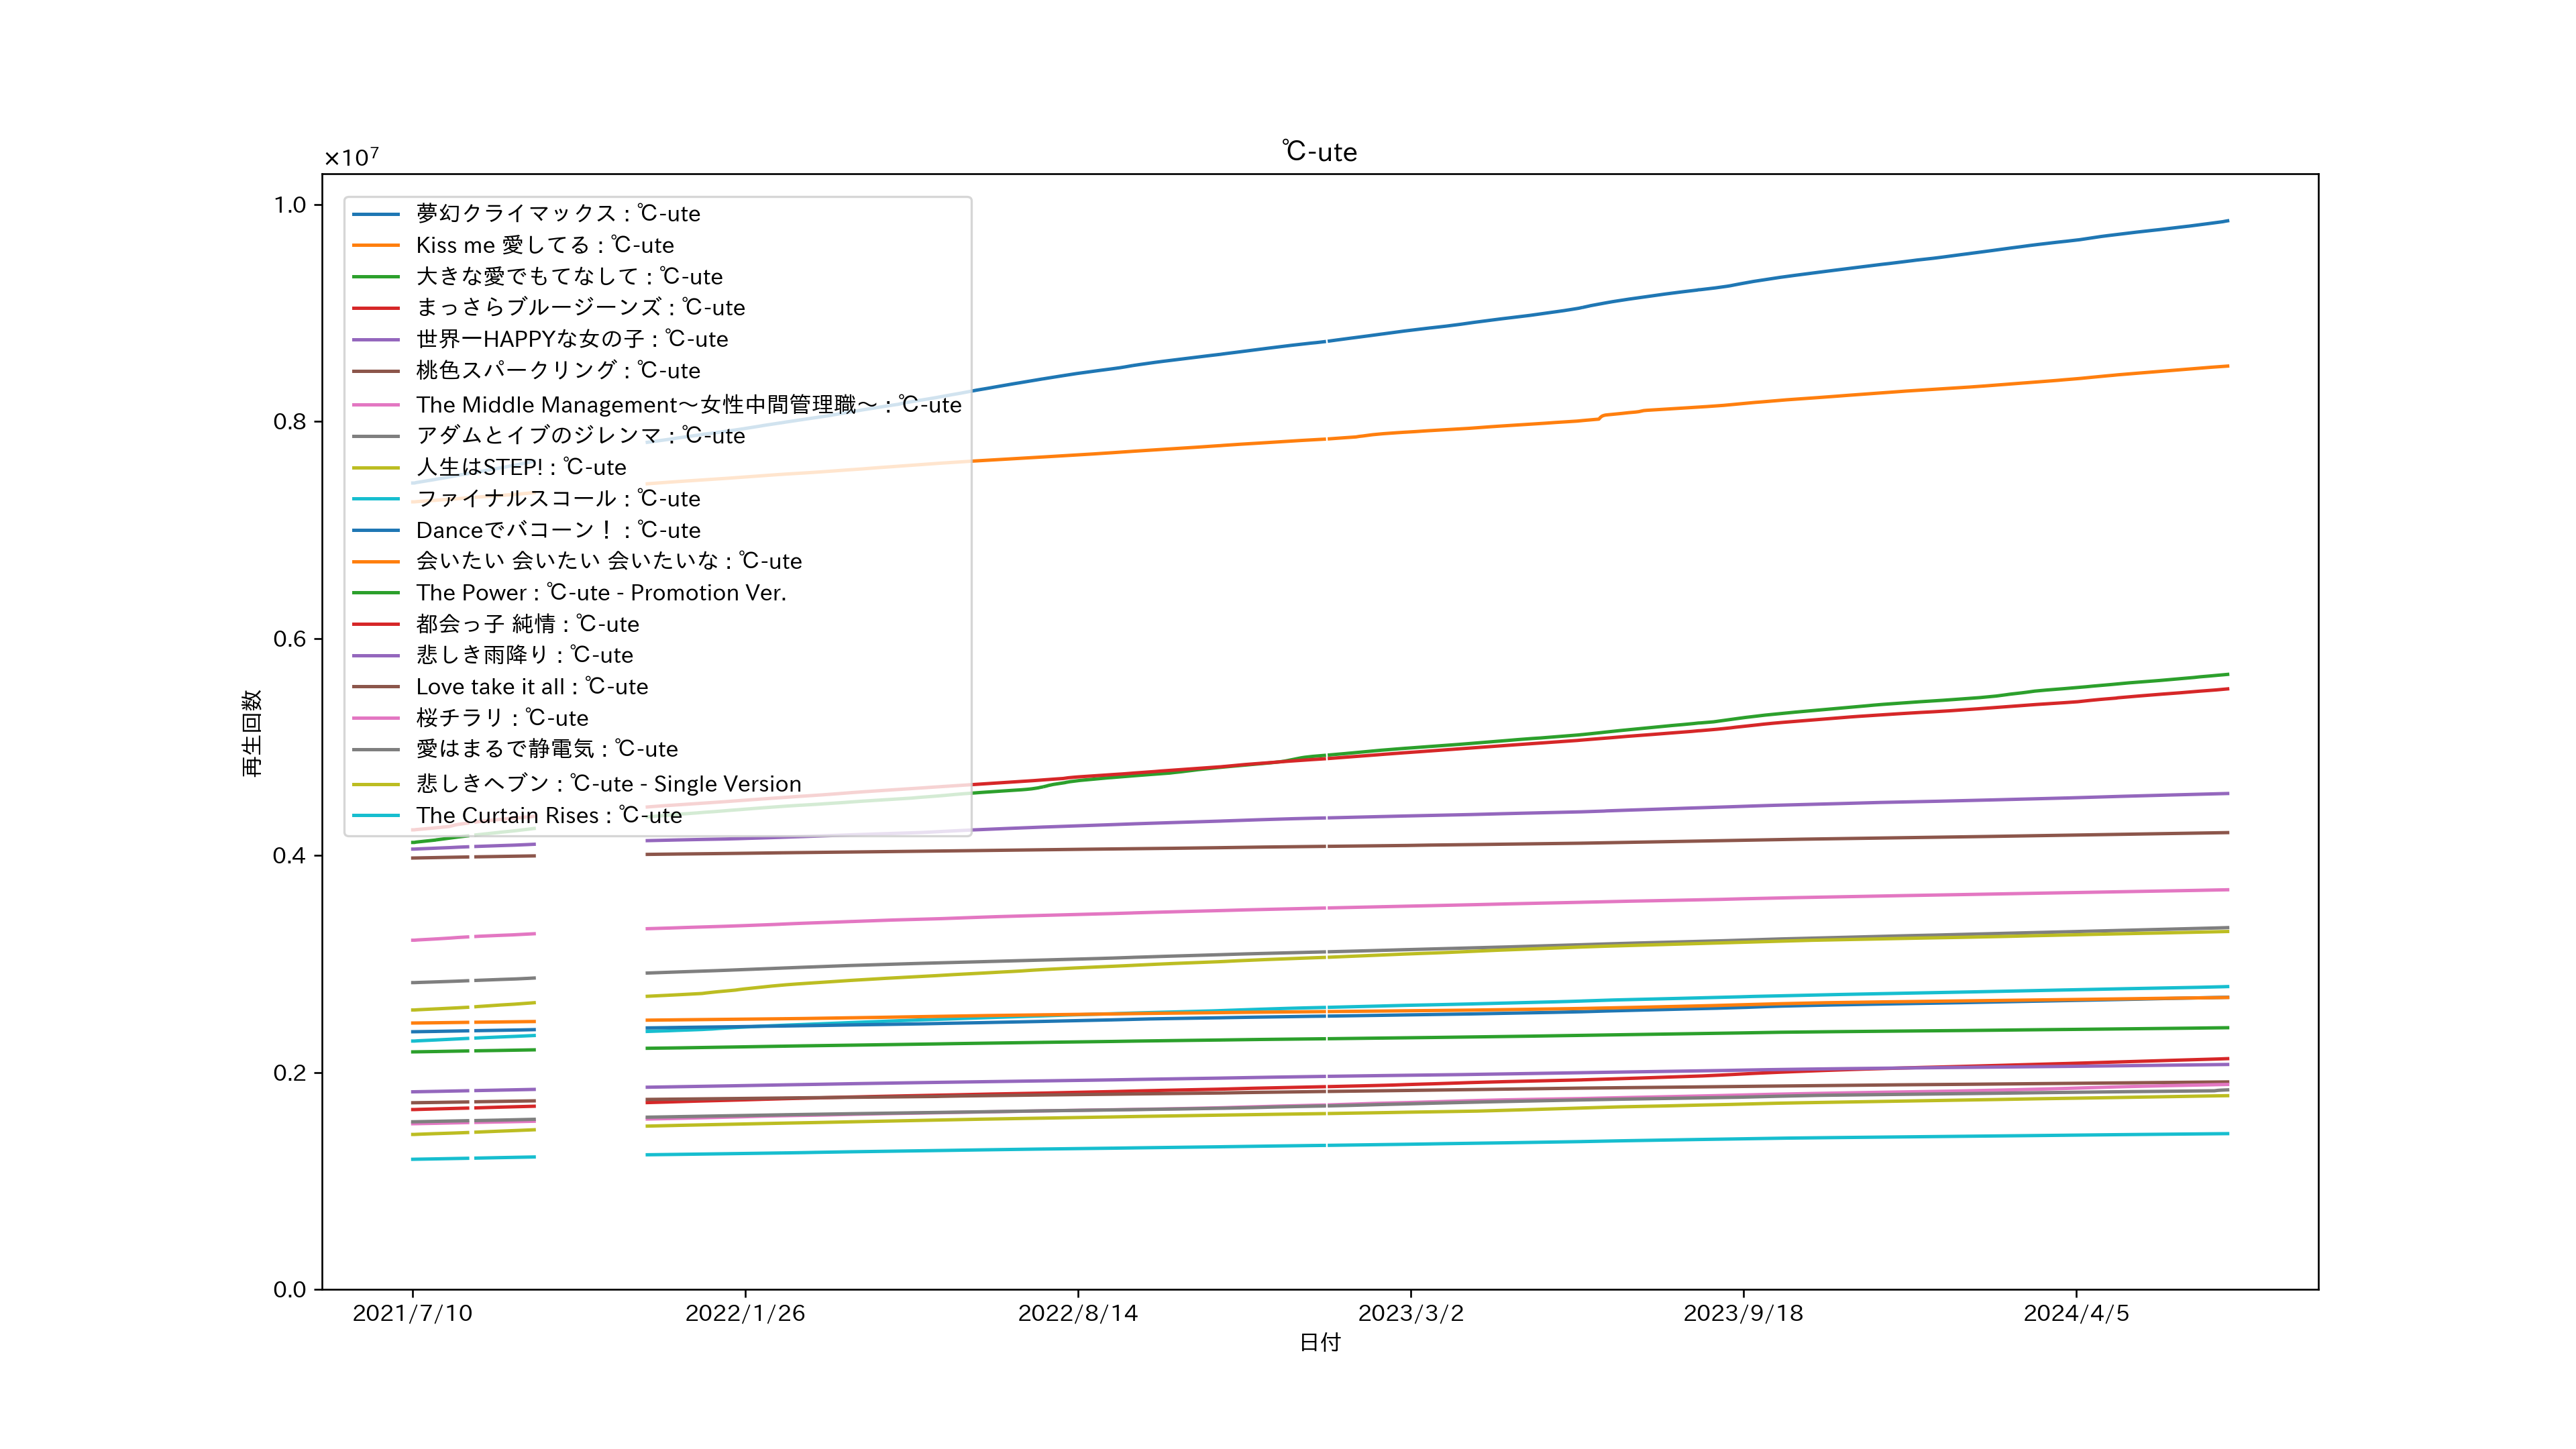 ℃-ute
×10⁷
1.0
0.8
0.6
0.4
0.2
0.0
再生回数
夢幻クライマックス : ℃-ute
Kiss me 愛してる : ℃-ute
大きな愛でもてなして : ℃-ute
まっさらブルージーンズ : ℃-ute
世界一HAPPYな女の子 : ℃-ute
桃色スパークリング : ℃-ute
The Middle Management～女性中間管理職～ : ℃-ute
アダムとイブのジレンマ : ℃-ute
人生はSTEP! : ℃-ute
ファイナルスコール : ℃-ute
Danceでバコーン！ : ℃-ute
会いたい 会いたい 会いたいな : ℃-ute
The Power : ℃-ute - Promotion Ver.
都会っ子 純情 : ℃-ute
悲しき雨降り : ℃-ute
Love take it all : ℃-ute
桜チラリ : ℃-ute
愛はまるで静電気 : ℃-ute
悲しきヘブン : ℃-ute - Single Version
The Curtain Rises : ℃-ute
2021/7/10 2022/1/26 2022/8/14 2023/3/2 2023/9/18 2024/4/5
日付